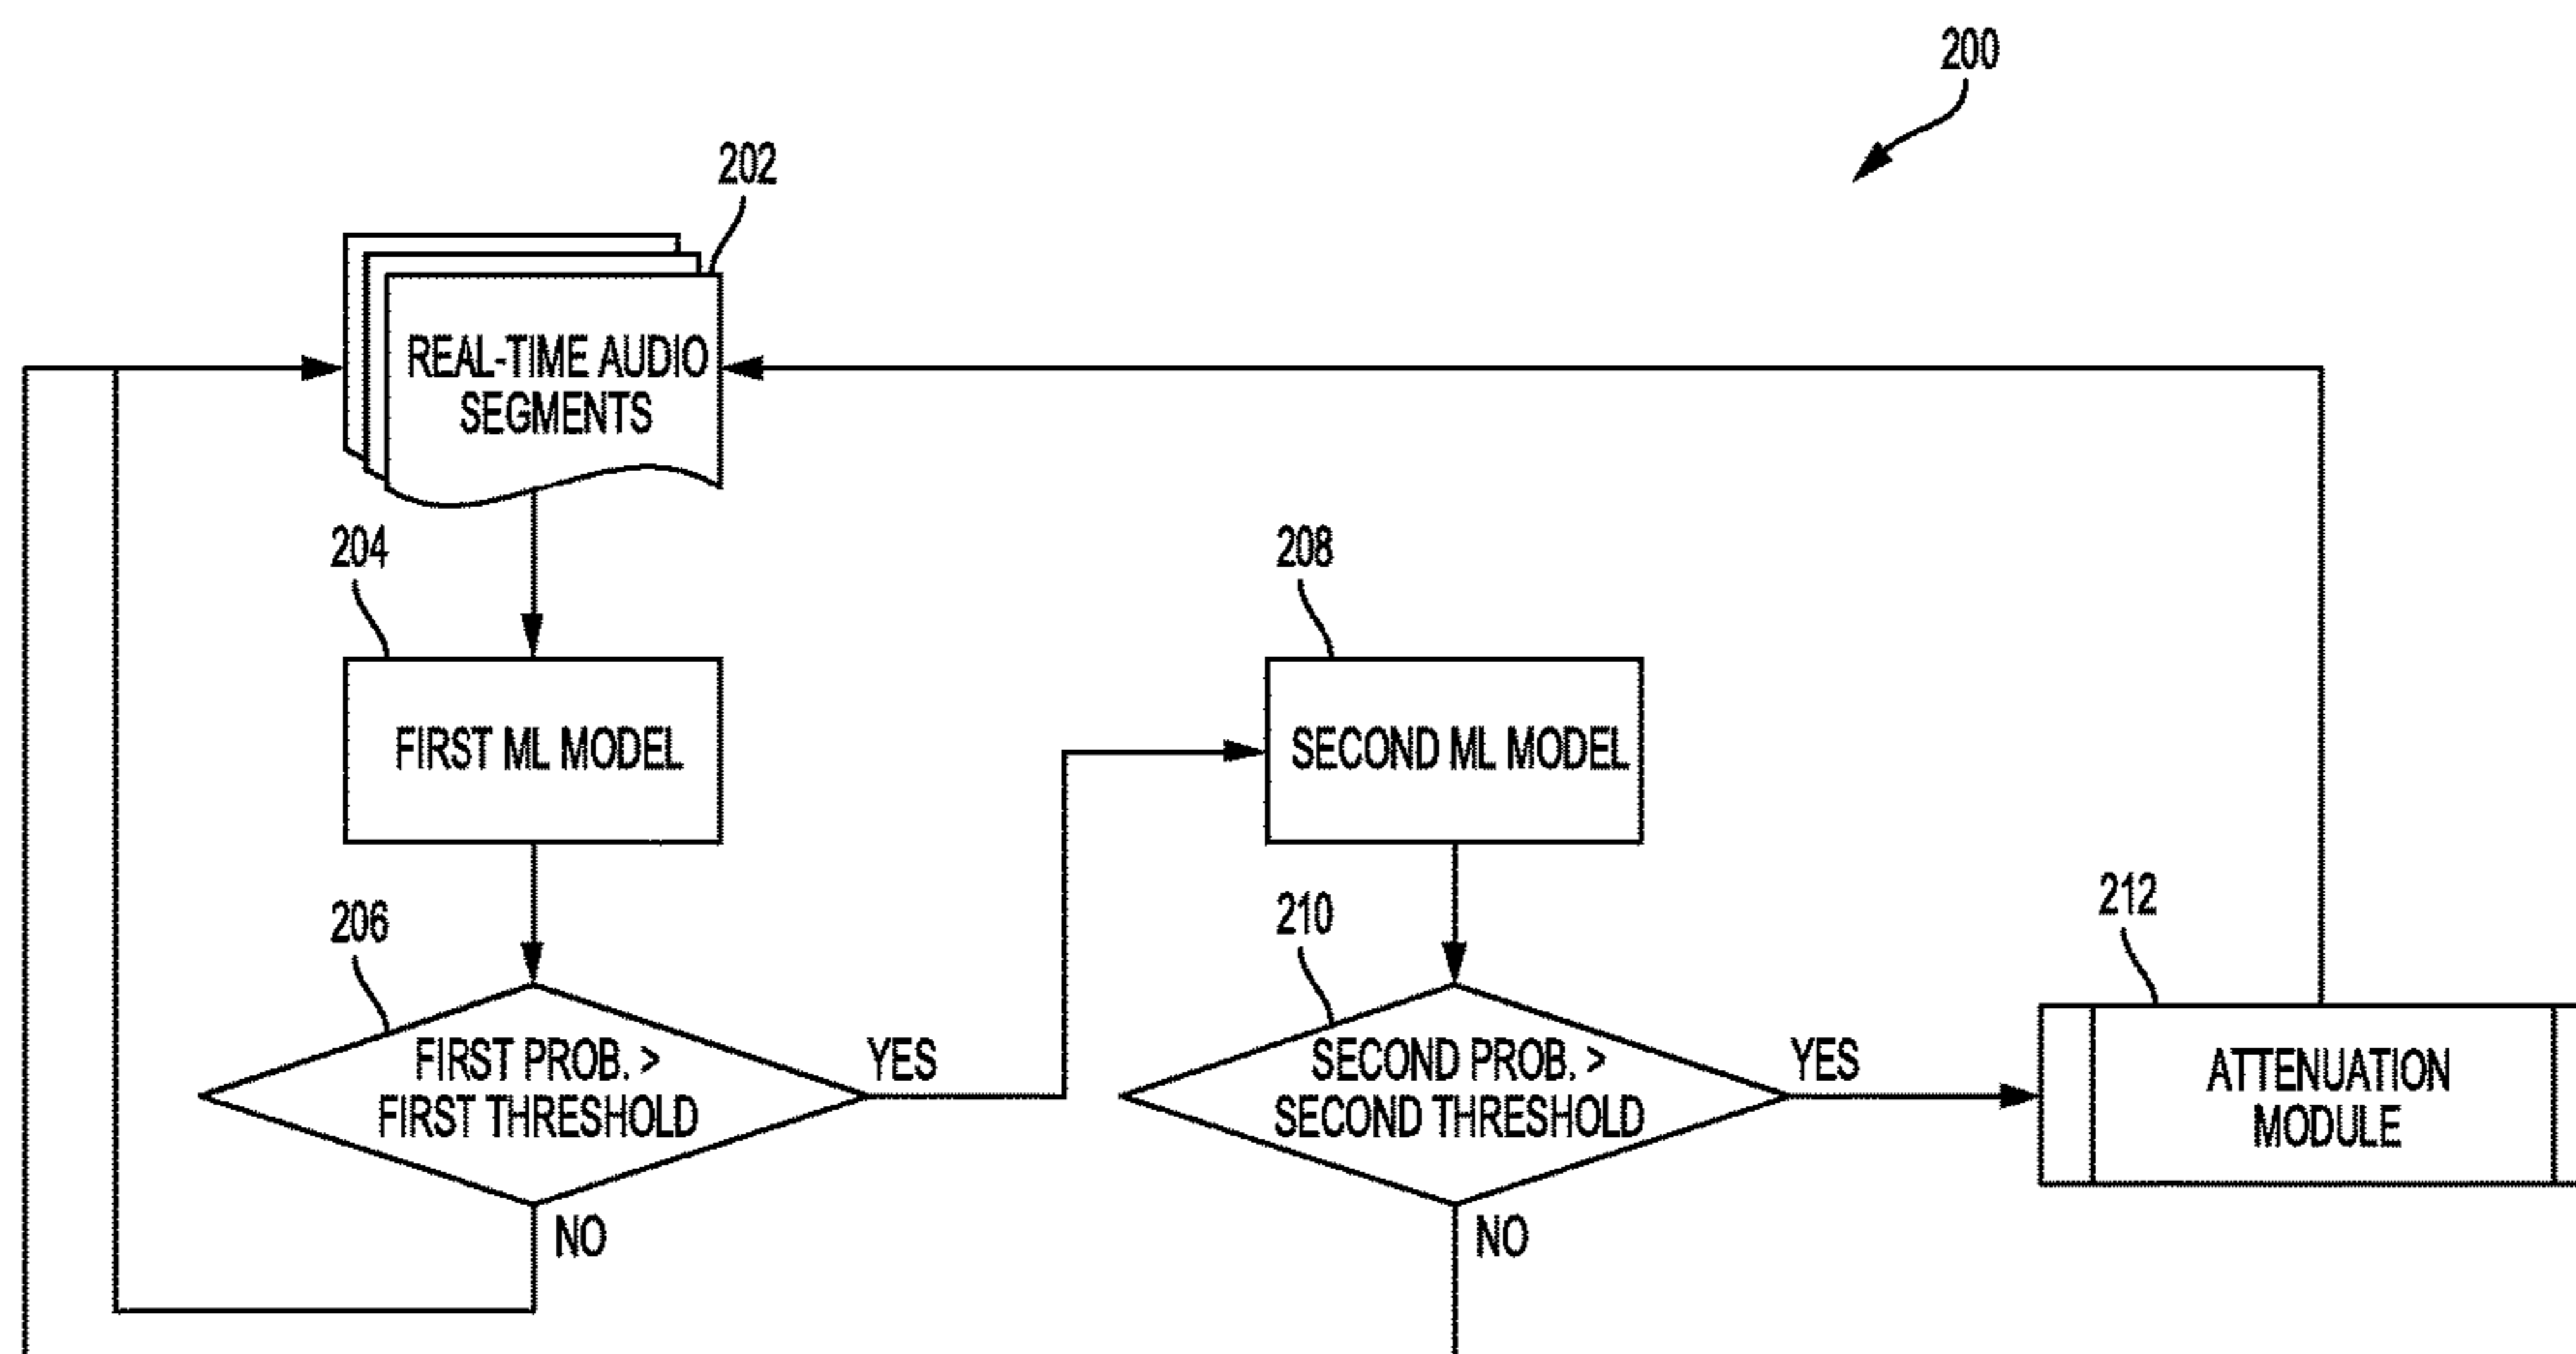 200
202
REAL-TIME AUDIO
SEGMENTS
204
FIRST ML MODEL
208
SECOND ML MODEL
206
FIRST PROB. >
FIRST THRESHOLD
YES
NO
210
SECOND PROB. >
SECOND THRESHOLD
YES
NO
212
ATTENUATION
MODULE